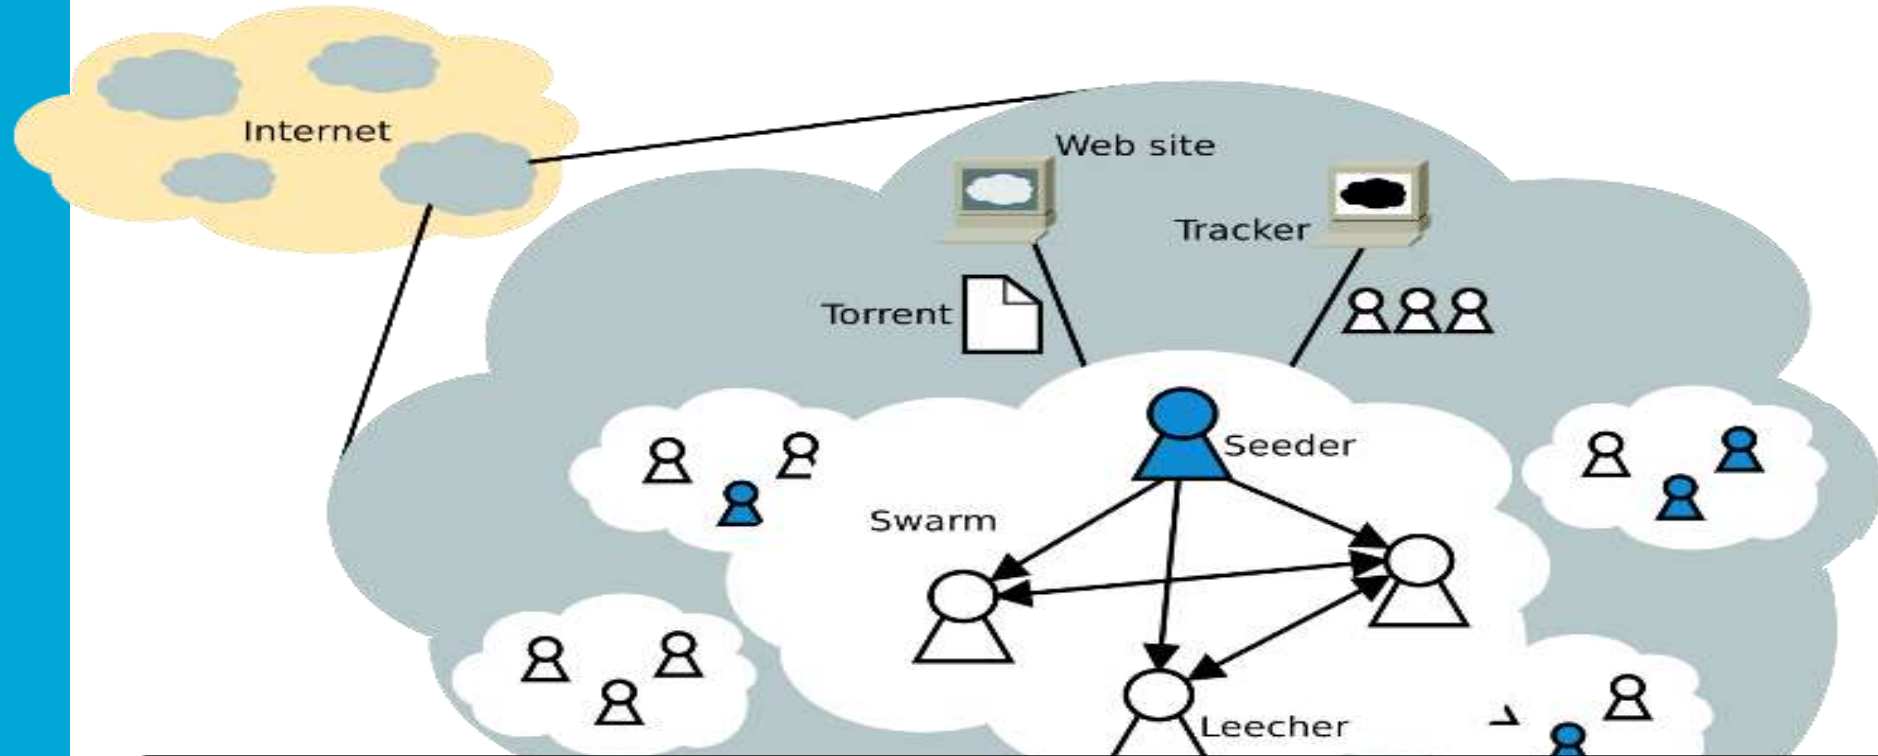 Internet
Web site
Tracker
Torrent
Seeder
Swarm
Leecher